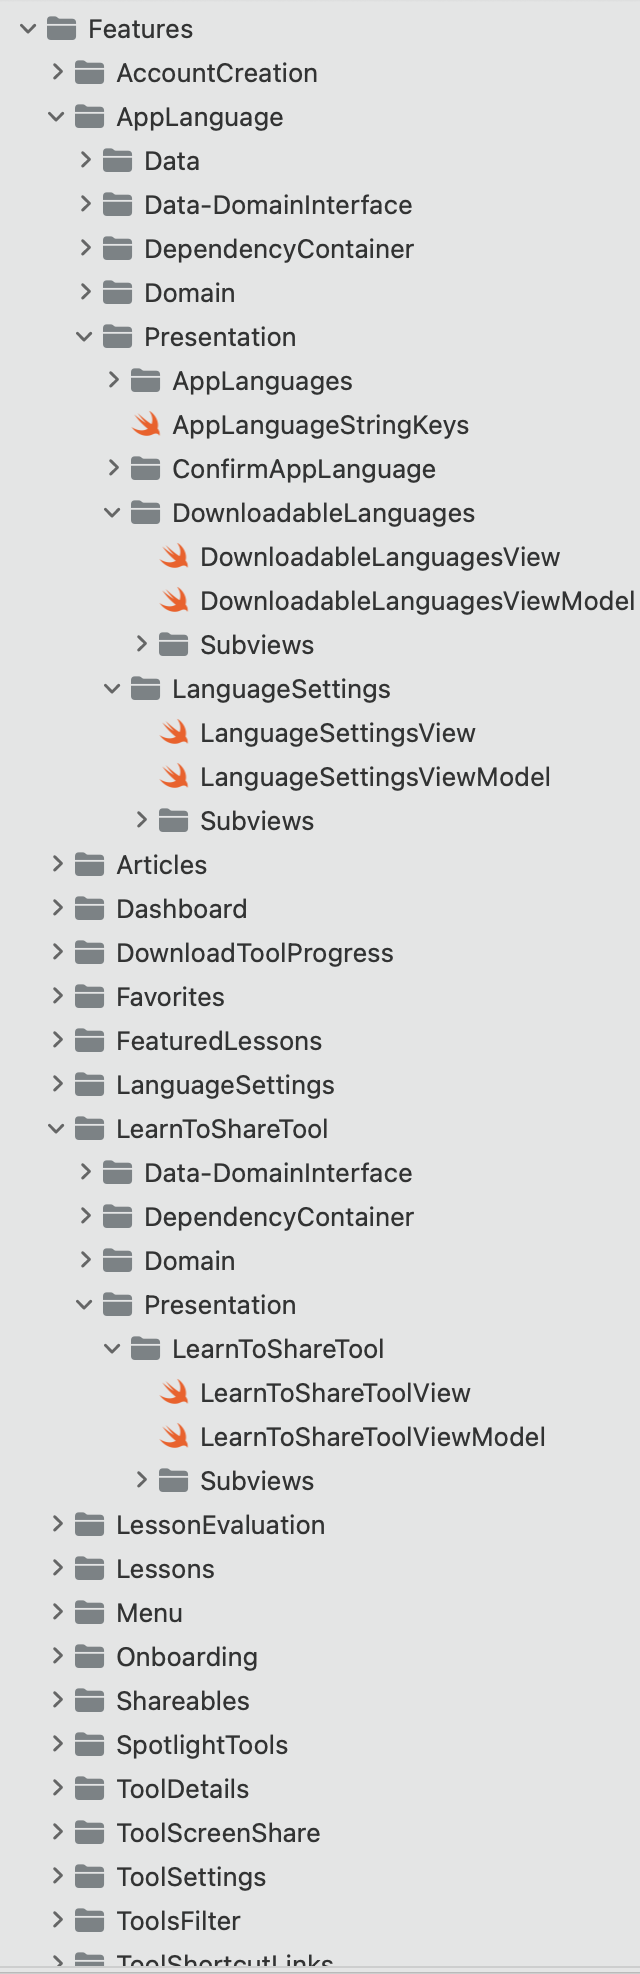 Features
AccountCreation
AppLanguage
Data
Data-DomainInterface
DependencyContainer
Domain
Presentation
AppLanguages
AppLanguageStringKeys
ConfirmAppLanguage
DownloadableLanguages
DownloadableLanguagesView
DownloadableLanguagesViewModel
Subviews
LanguageSettings
LanguageSettingsView
LanguageSettingsViewModel
Subviews
Articles
Dashboard
DownloadToolProgress
Favorites
FeaturedLessons
LanguageSettings
LearnToShareTool
Data-DomainInterface
DependencyContainer
Domain
Presentation
LearnToShareTool
LearnToShareToolView
LearnToShareToolViewModel
Subviews
LessonEvaluation
Lessons
Menu
Onboarding
Shareables
SpotlightTools
ToolDetails
ToolScreenShare
ToolSettings
ToolsFilter
ToolShortcutLinks